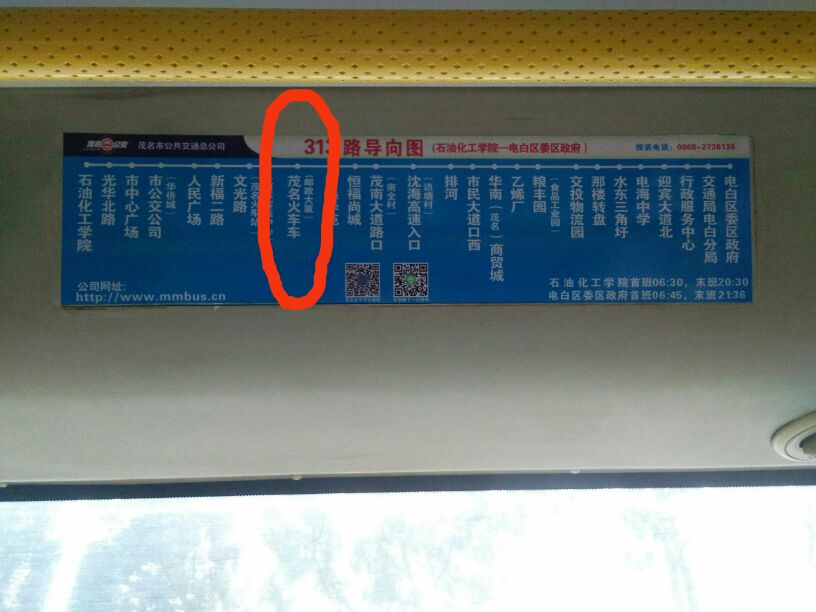 茂名公交 茂名市公共交通总公司
313路导向图(石油化工学院—电白区委区政府)
投诉电话:0668-2736136
石油化工学院
光华北路
市中心广场
市公交公司
(华侨城)
人民广场
新福二路
文光路
茂名火车
(邮政大厦)
恒福尚城
茂南大道路口
(南全村)
沈海高速入口
(边塘村)
排河
市民大道口西
华南(茂名)商贸城
乙烯厂
粮丰园
(食品工业园)
交投物流园
那楼转盘
水东三角圩
电海中学
迎宾大道北
行政服务中心
交通局电白分局
电白区委区政府
公司网址:
http://www.mmbus.cn
石油化工学院首班06:30,末班20:30
电白区委区政府首班06:45,末班21:36